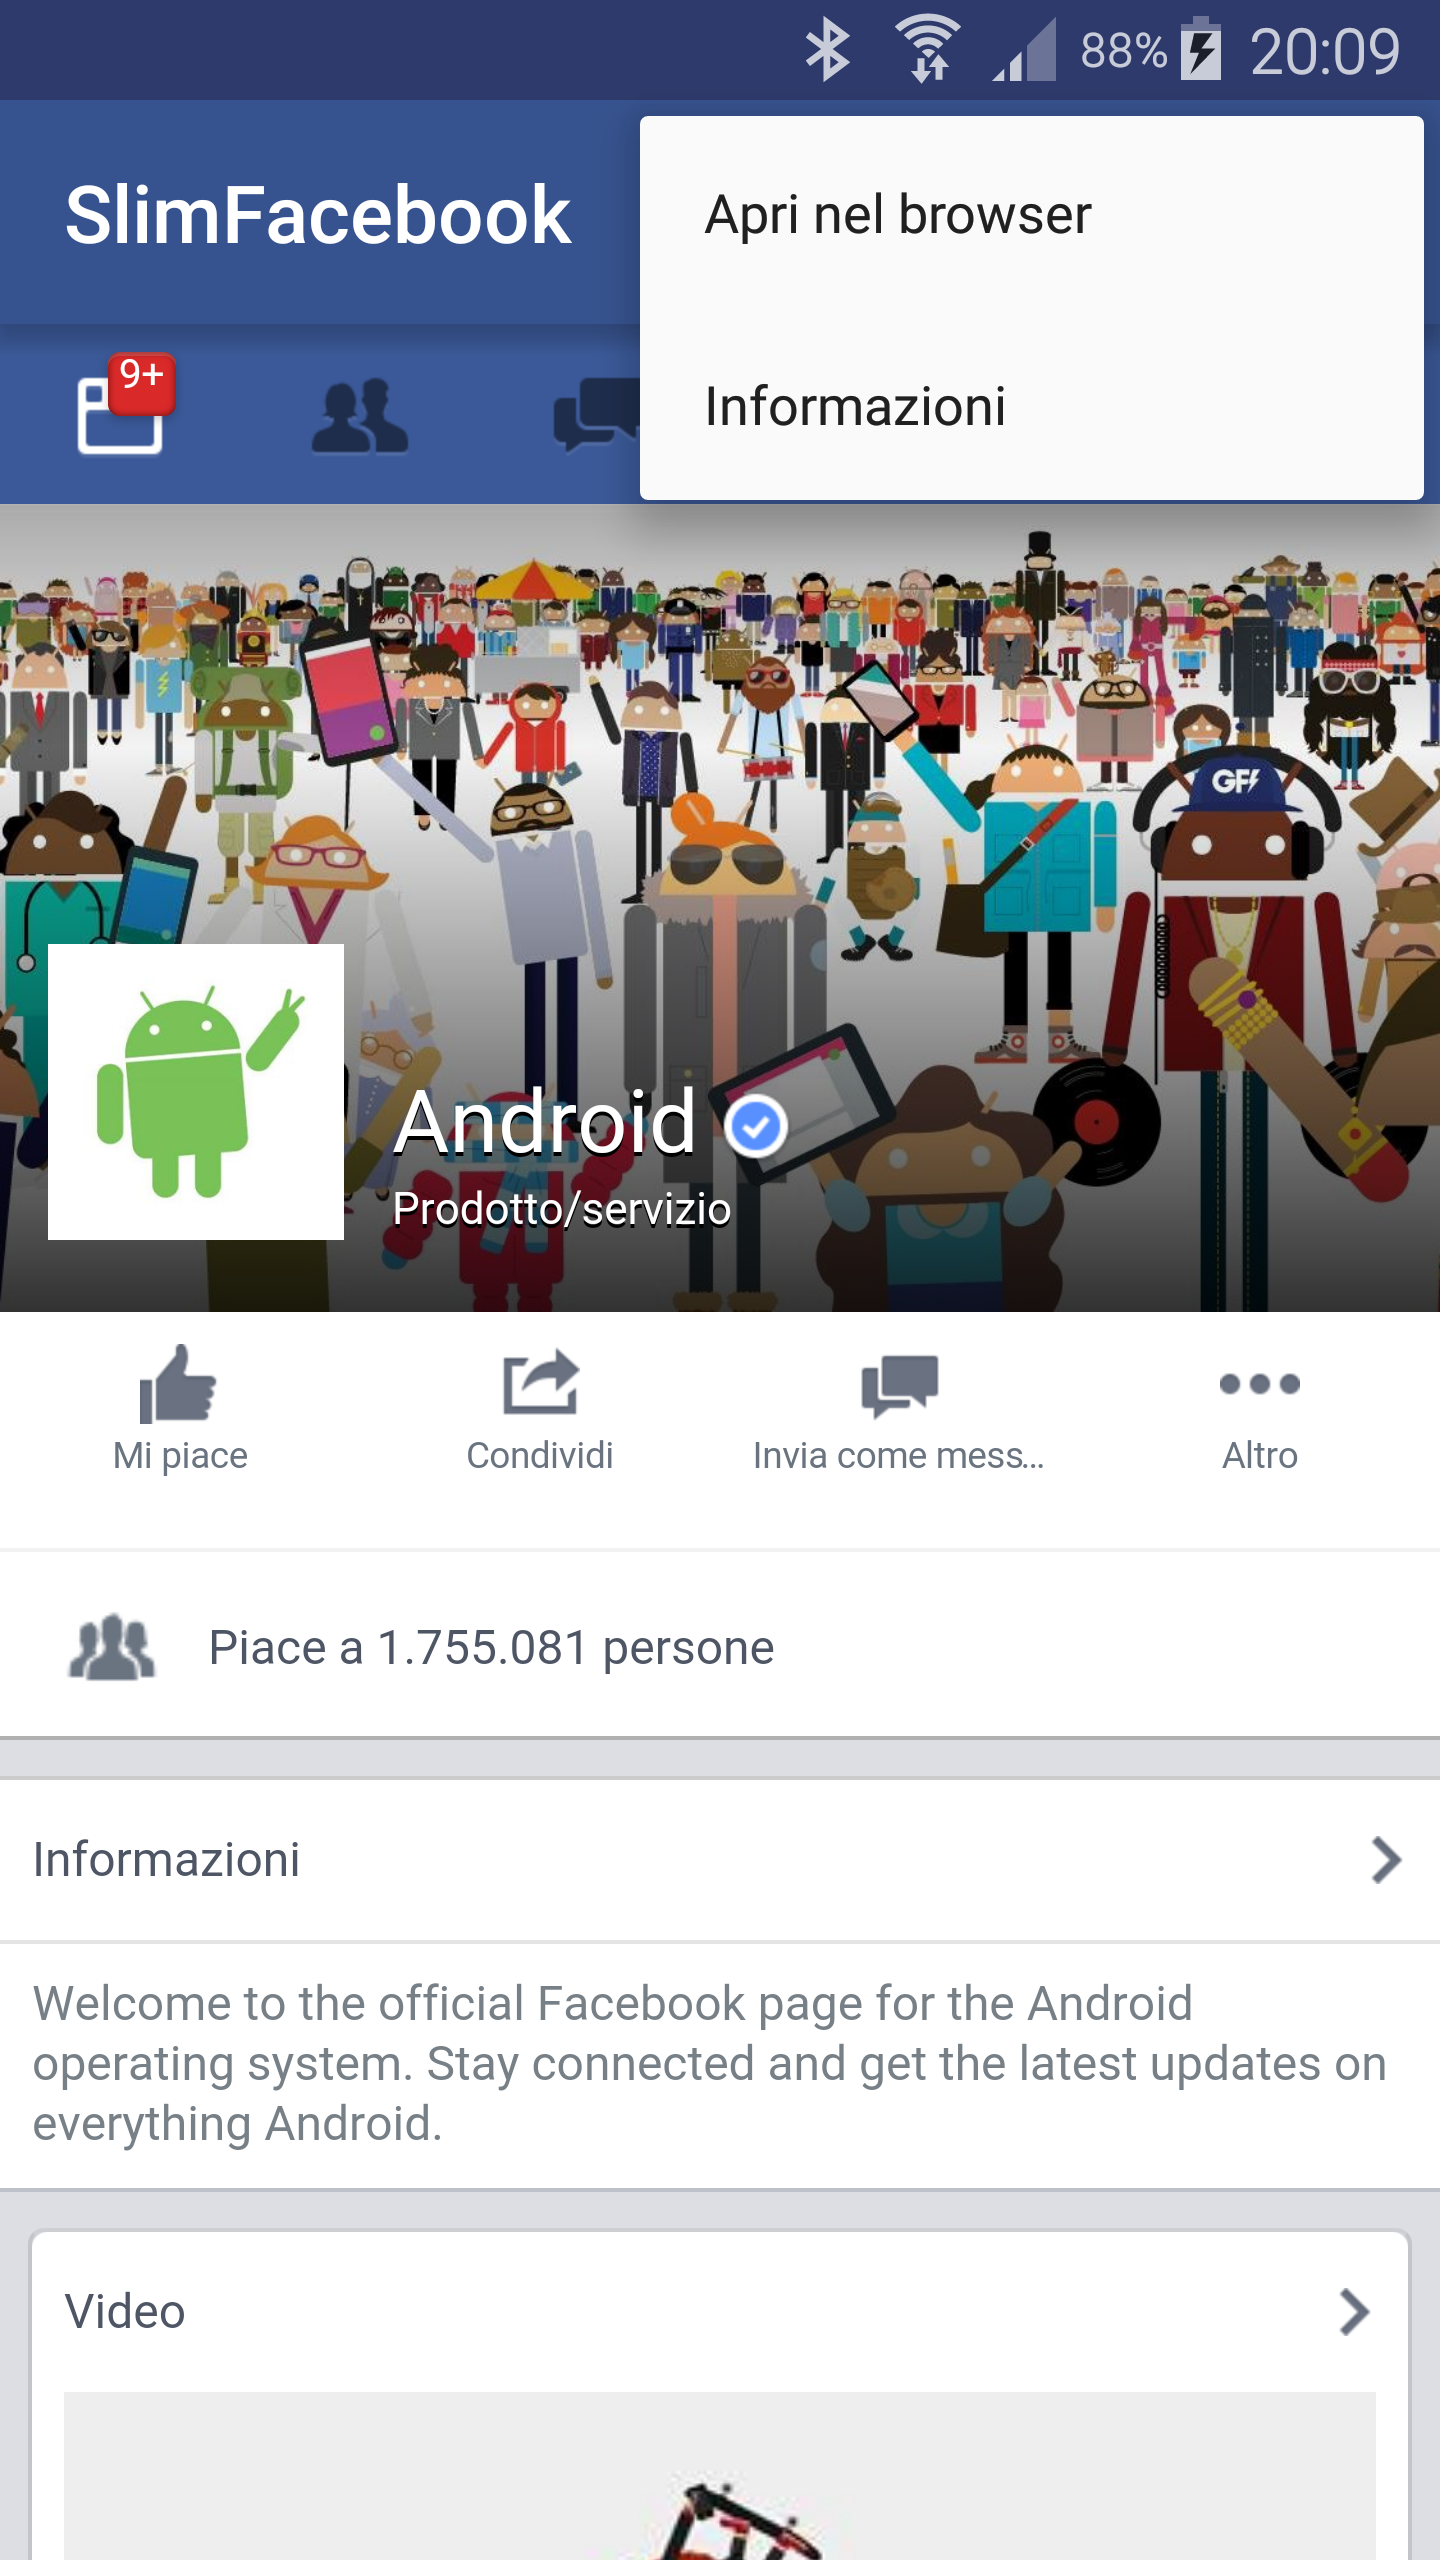 88% 20:09
SlimFacebook
Apri nel browser
Informazioni
9+
GF
Android
Prodotto/servizio
Mi piace
Condividi
Invia come mess...
Altro
Piace a 1.755.081 persone
Informazioni
Welcome to the official Facebook page for the Android
operating system. Stay connected and get the latest updates on
everything Android.
Video